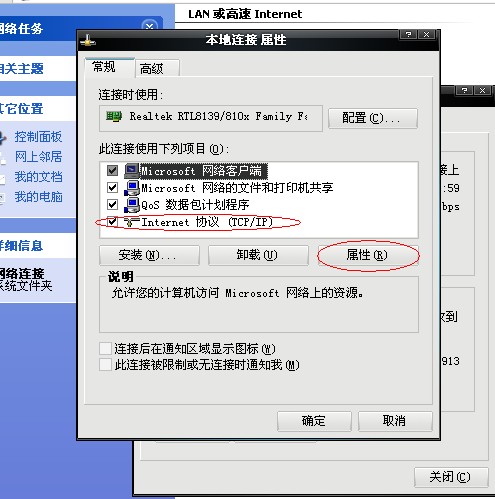 LAN 或高速 Internet
网络任务
相关主题
其它位置
控制面板
网上邻居
我的文档
我的电脑
详细信息
网络连接
系统文件夹
本地连接 属性
常规
高级
连接时使用:
Realtek RTL8139/810x Family Fa
配置(C)...
此连接使用下列项目(O):
Microsoft 网络客户端
Microsoft 网络的文件和打印机共享
QoS 数据包计划程序
Internet 协议 (TCP/IP)
安装(N)...
卸载(U)
属性(R)
说明
允许您的计算机访问 Microsoft 网络上的资源。
连接后在通知区域显示图标(W)
此连接被限制或无连接时通知我(M)
确定
取消
接上
:59
bps
收到
913
关闭(C)